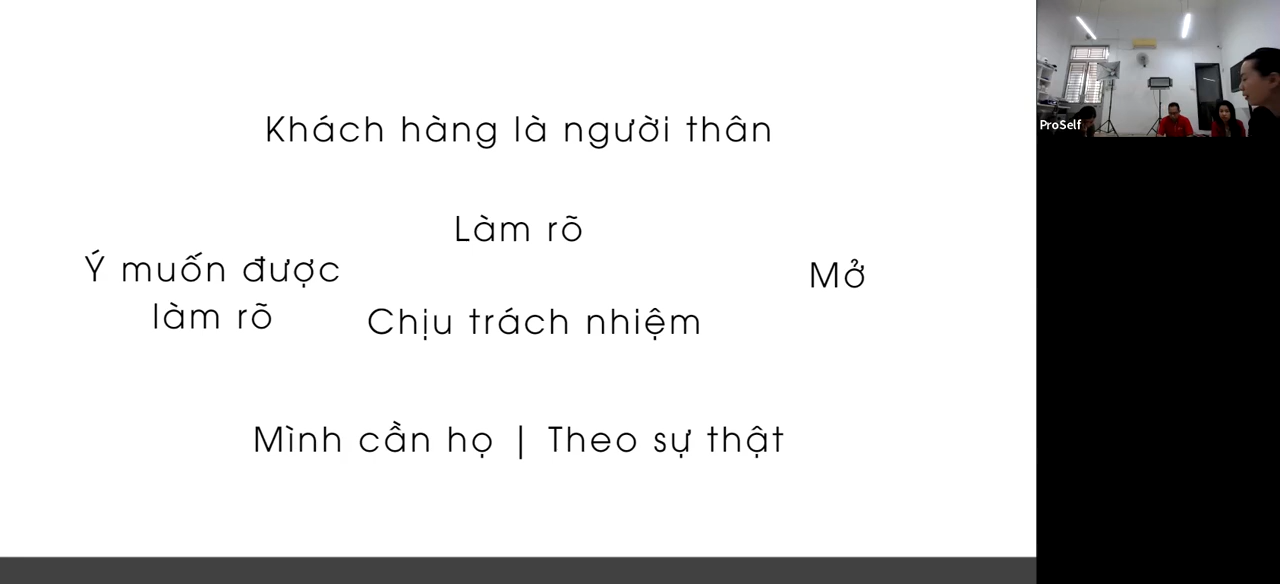 Khách hàng là người thân
Làm rõ
Ý muốn được
làm rõ
Mở
Chịu trách nhiệm
Mình cần họ | Theo sự thật
ProSelf